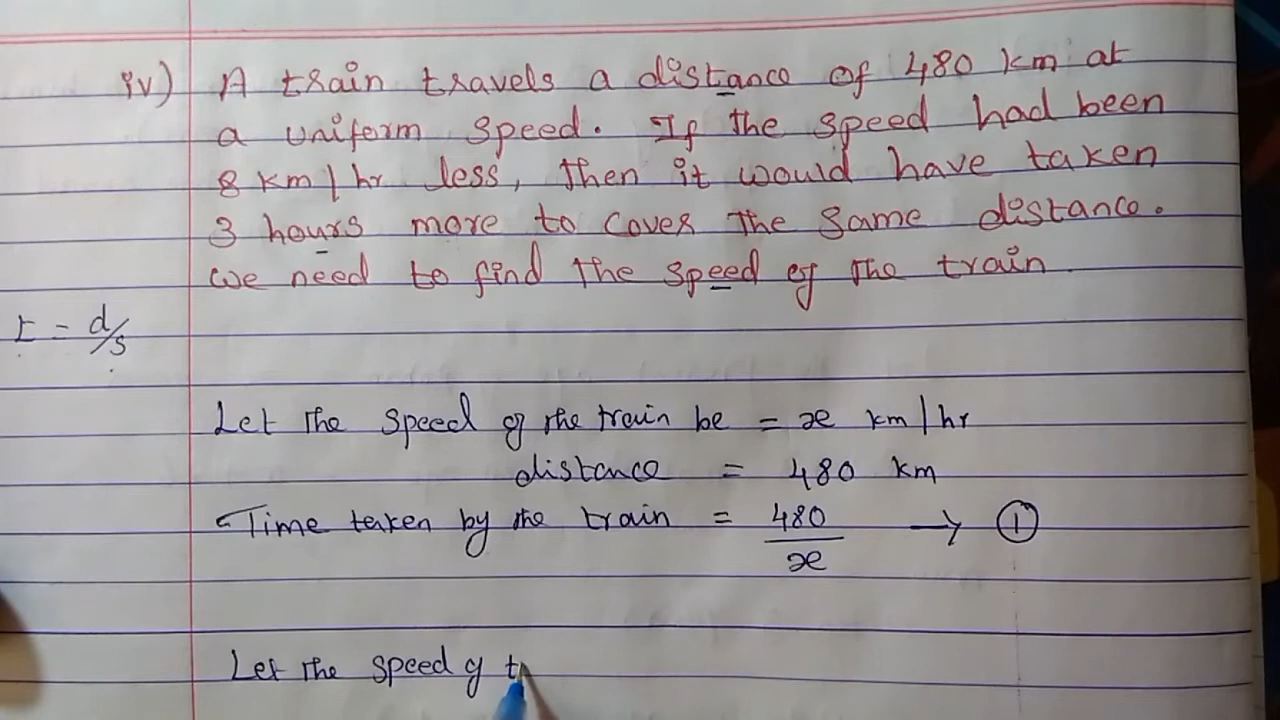 iv) A train travels a distance of 480 km at
a uniform speed. If the speed had been
8 km/hr less, then it would have taken
3 hours more to cover the same distance.
we need to find the speed of the train
t = d/s
Let the speed of the train be = x km/hr
distance = 480 km
Time taken by the train = 480/x → ①
Let the speed of t